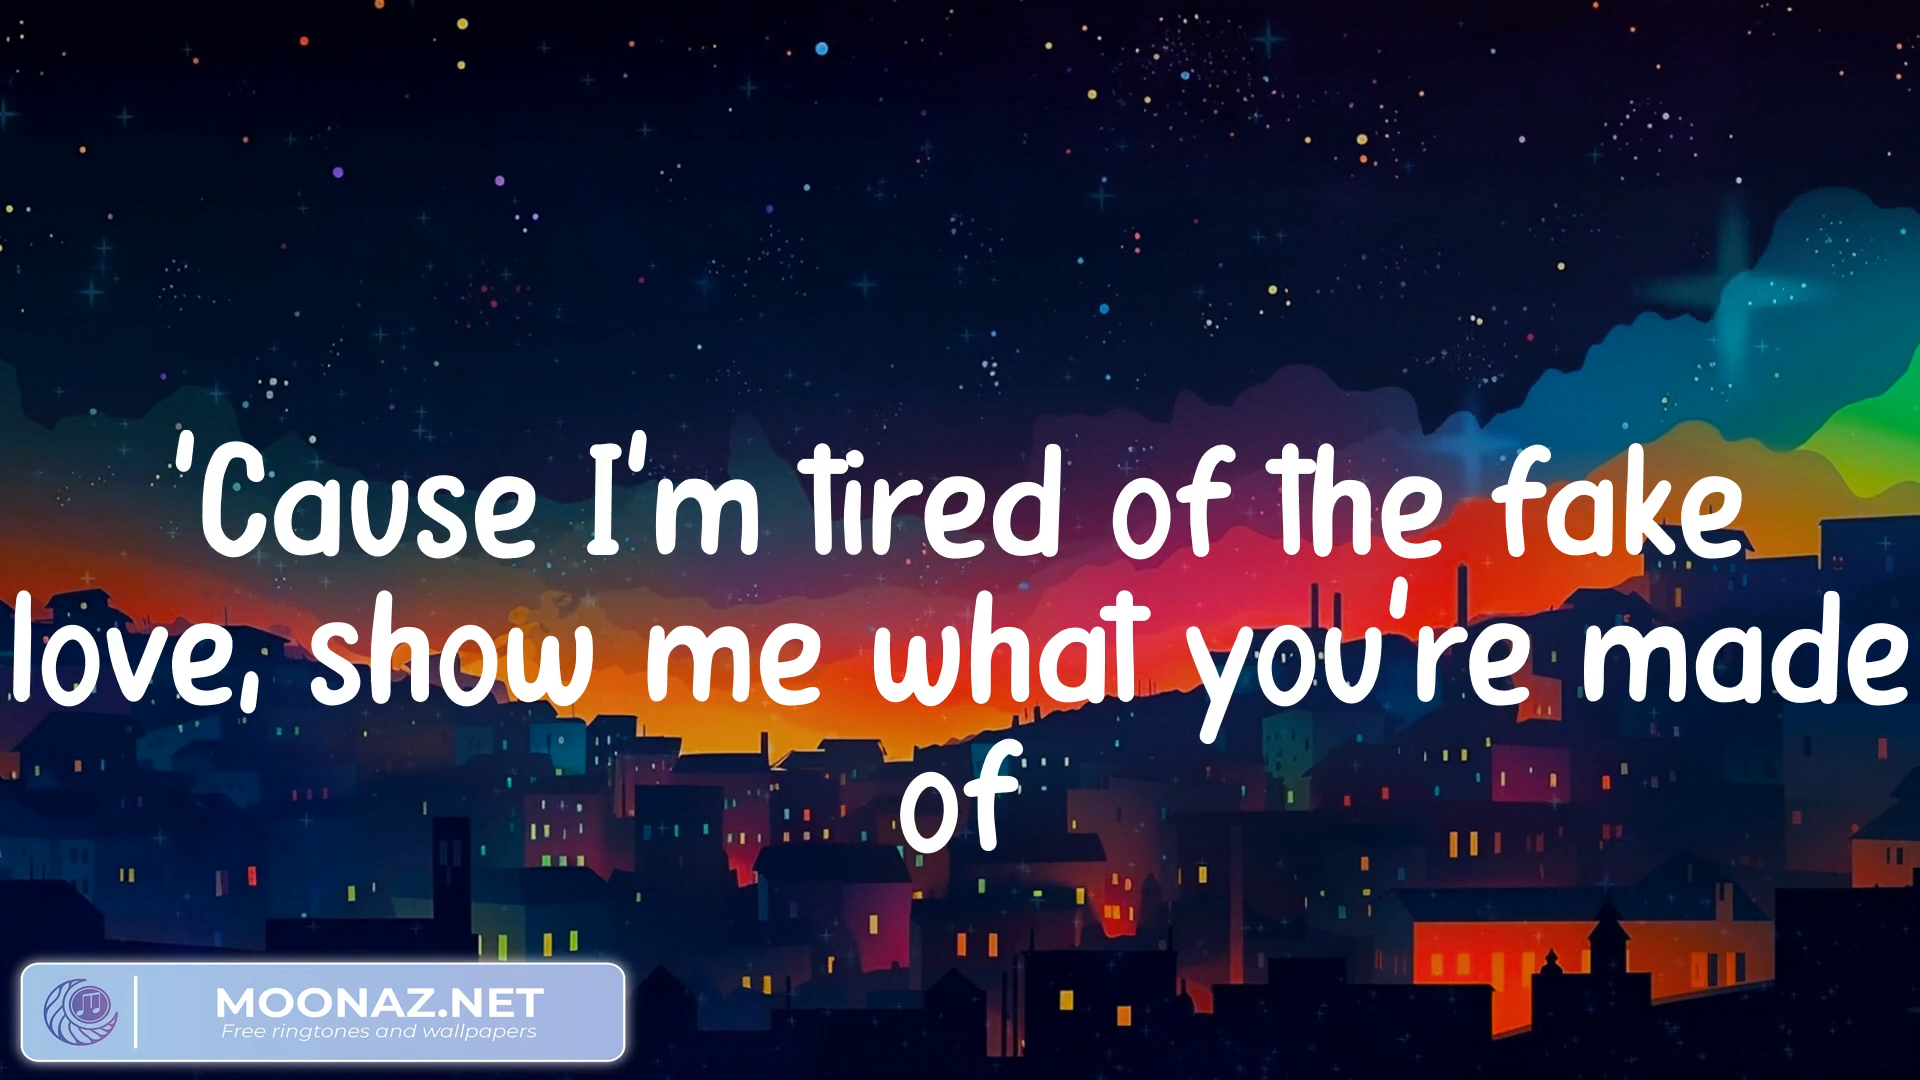 'Cause I'm tired of the fake
love, show me what you're made
of
MOONAZ.NET
Free ringtones and wallpapers